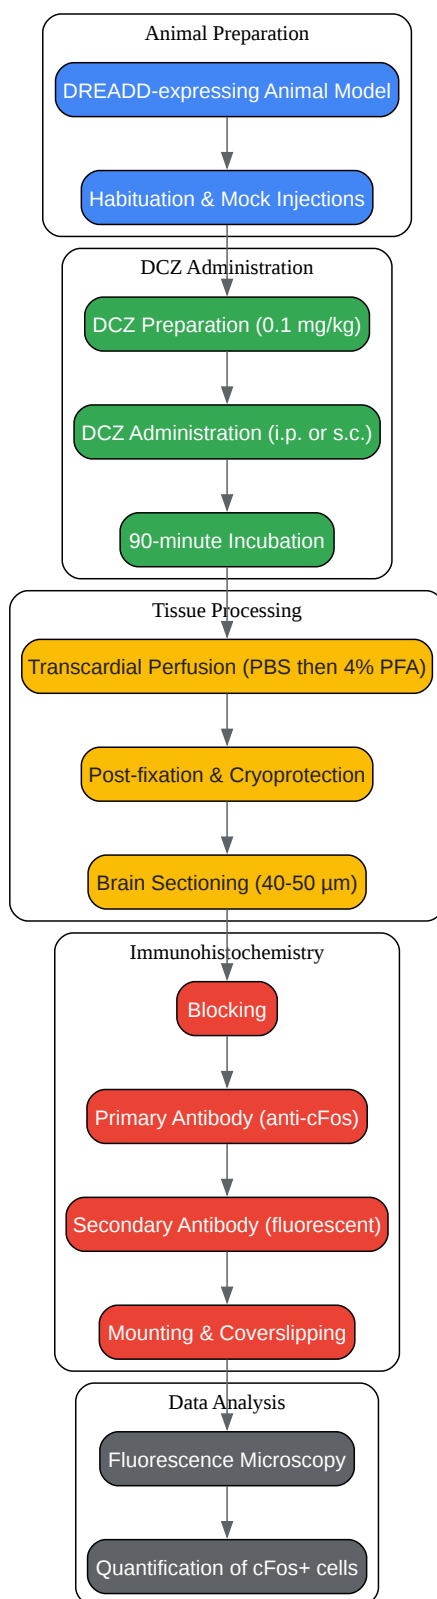 Animal Preparation
DREADD-expressing Animal Model
Habituation & Mock Injections
DCZ Administration
DCZ Preparation (0.1 mg/kg)
DCZ Administration (i.p. or s.c.)
90-minute Incubation
Tissue Processing
Transcardial Perfusion (PBS then 4% PFA)
Post-fixation & Cryoprotection
Brain Sectioning (40-50 µm)
Immunohistochemistry
Blocking
Primary Antibody (anti-cFos)
Secondary Antibody (fluorescent)
Mounting & Coverslipping
Data Analysis
Fluorescence Microscopy
Quantification of cFos+ cells